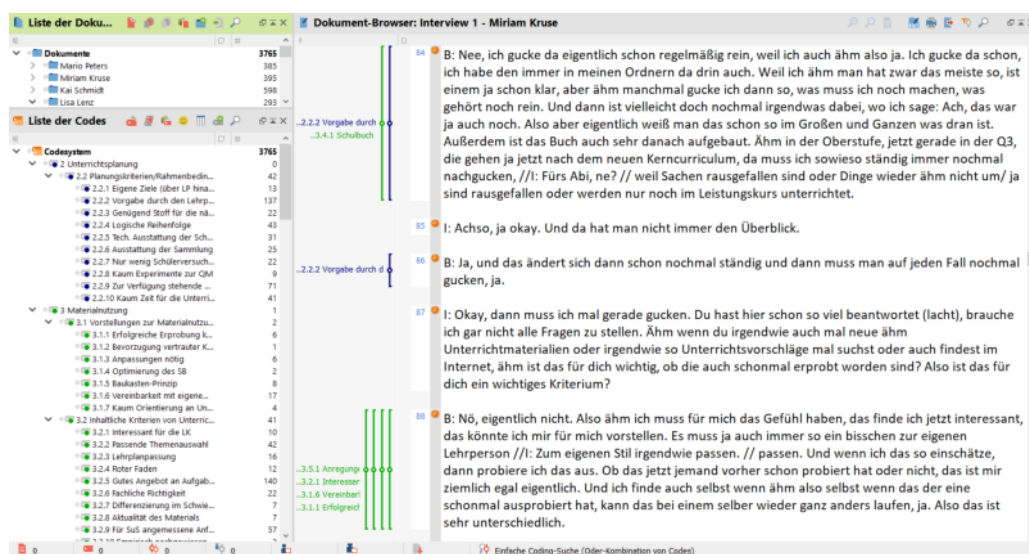 Liste der Doku...
Dokumente 3765
Mario Peters 385
Miriam Kruse 395
Kai Schmidt 598
Lisa Lenz 293
Liste der Codes
Codesystem 3765
2 Unterrichtsplanung 0
2.2 Planungskriterien/Rahmenbedin... 42
2.2.1 Eigene Ziele (über LP hina... 13
2.2.2 Vorgabe durch den Lehrp... 137
2.2.3 Genügend Stoff für die nä... 22
2.2.4 Logische Reihenfolge 43
2.2.5 Tech. Ausstattung der Sch... 31
2.2.6 Ausstattung der Sammlung 25
2.2.7 Nur wenig Schülerversuch... 22
2.2.8 Kaum Experimente zur QM 9
2.2.9 Zur Verfügung stehende ... 71
2.2.10 Kaum Zeit für die Unterri... 41
3 Materialnutzung 1
3.1 Vorstellungen zur Materialnutzu... 2
3.1.1 Erfolgreiche Erprobung k... 6
3.1.2 Bevorzugung vertrauter K... 1
3.1.3 Anpassungen nötig 6
3.1.4 Optimierung des SB 2
3.1.5 Baukasten-Prinzip 8
3.1.6 Vereinbarkeit mit eigene... 17
3.1.7 Kaum Orientierung an Un... 4
3.2 Inhaltliche Kriterien von Unterric... 41
3.2.1 Interessant für die LK 10
3.2.2 Passende Themenauswahl 42
3.2.3 Lehrplanpassung 16
3.2.4 Roter Faden 12
3.2.5 Gutes Angebot an Aufgab... 140
3.2.6 Fachliche Richtigkeit 22
3.2.7 Differenzierung im Schwie... 7
3.2.8 Aktualität des Materials 7
3.2.9 Für SuS angemessene Anf... 57
Dokument-Browser: Interview 1 - Miriam Kruse
...2.2.2 Vorgabe durch
...3.4.1 Schulbuch
84 B: Nee, ich gucke da eigentlich schon regelmäßig rein, weil ich auch ähm also ja. Ich gucke da schon,
ich habe den immer in meinen Ordnern da drin auch. Weil ich ähm man hat zwar das meiste so, ist
einem ja schon klar, aber ähm manchmal gucke ich dann so, was muss ich noch machen, was
gehört noch rein. Und dann ist vielleicht doch nochmal irgendwas dabei, wo ich sage: Ach, das war
ja auch noch. Also aber eigentlich weiß man das schon so im Großen und Ganzen was dran ist.
Außerdem ist das Buch auch sehr danach aufgebaut. Ähm in der Oberstufe, jetzt gerade in der Q3,
die gehen ja jetzt nach dem neuen Kerncurriculum, da muss ich sowieso ständig immer nochmal
nachgucken, //I: Fürs Abi, ne? // weil Sachen rausgefallen sind oder Dinge wieder ähm nicht um/ ja
sind rausgefallen oder werden nur noch im Leistungskurs unterrichtet.
85 I: Achso, ja okay. Und da hat man nicht immer den Überblick.
...2.2.2 Vorgabe durch d
86 B: Ja, und das ändert sich dann schon nochmal ständig und dann muss man auf jeden Fall nochmal
gucken, ja.
87 I: Okay, dann muss ich mal gerade gucken. Du hast hier schon so viel beantwortet (lacht), brauche
ich gar nicht alle Fragen zu stellen. Ähm wenn du irgendwie auch mal neue ähm
Unterrichtmaterialien oder irgendwie so Unterrichtsvorschläge mal suchst oder auch findest im
Internet, ähm ist das für dich wichtig, ob die auch schonmal erprobt worden sind? Also ist das für
dich ein wichtiges Kriterium?
88 B: Nö, eigentlich nicht. Also ähm ich muss für mich das Gefühl haben, das finde ich jetzt interessant,
das könnte ich mir für mich vorstellen. Es muss ja auch immer so ein bisschen zur eigenen
Lehrperson //I: Zum eigenen Stil irgendwie passen. // passen. Und wenn ich das so einschätze,
dann probiere ich das aus. Ob das jetzt jemand vorher schon probiert hat oder nicht, das ist mir
ziemlich egal eigentlich. Und ich finde auch selbst wenn ähm also selbst wenn das der eine
schonmal ausprobiert hat, kann das bei einem selber wieder ganz anders laufen, ja. Also das ist
sehr unterschiedlich.
...3.5.1 Anregung
...3.2.1 Interessar
...3.1.6 Vereinbarl
...3.1.1 Erfolgreicl
0 0 0 0
Einfache Coding-Suche (Oder-Kombination von Codes)